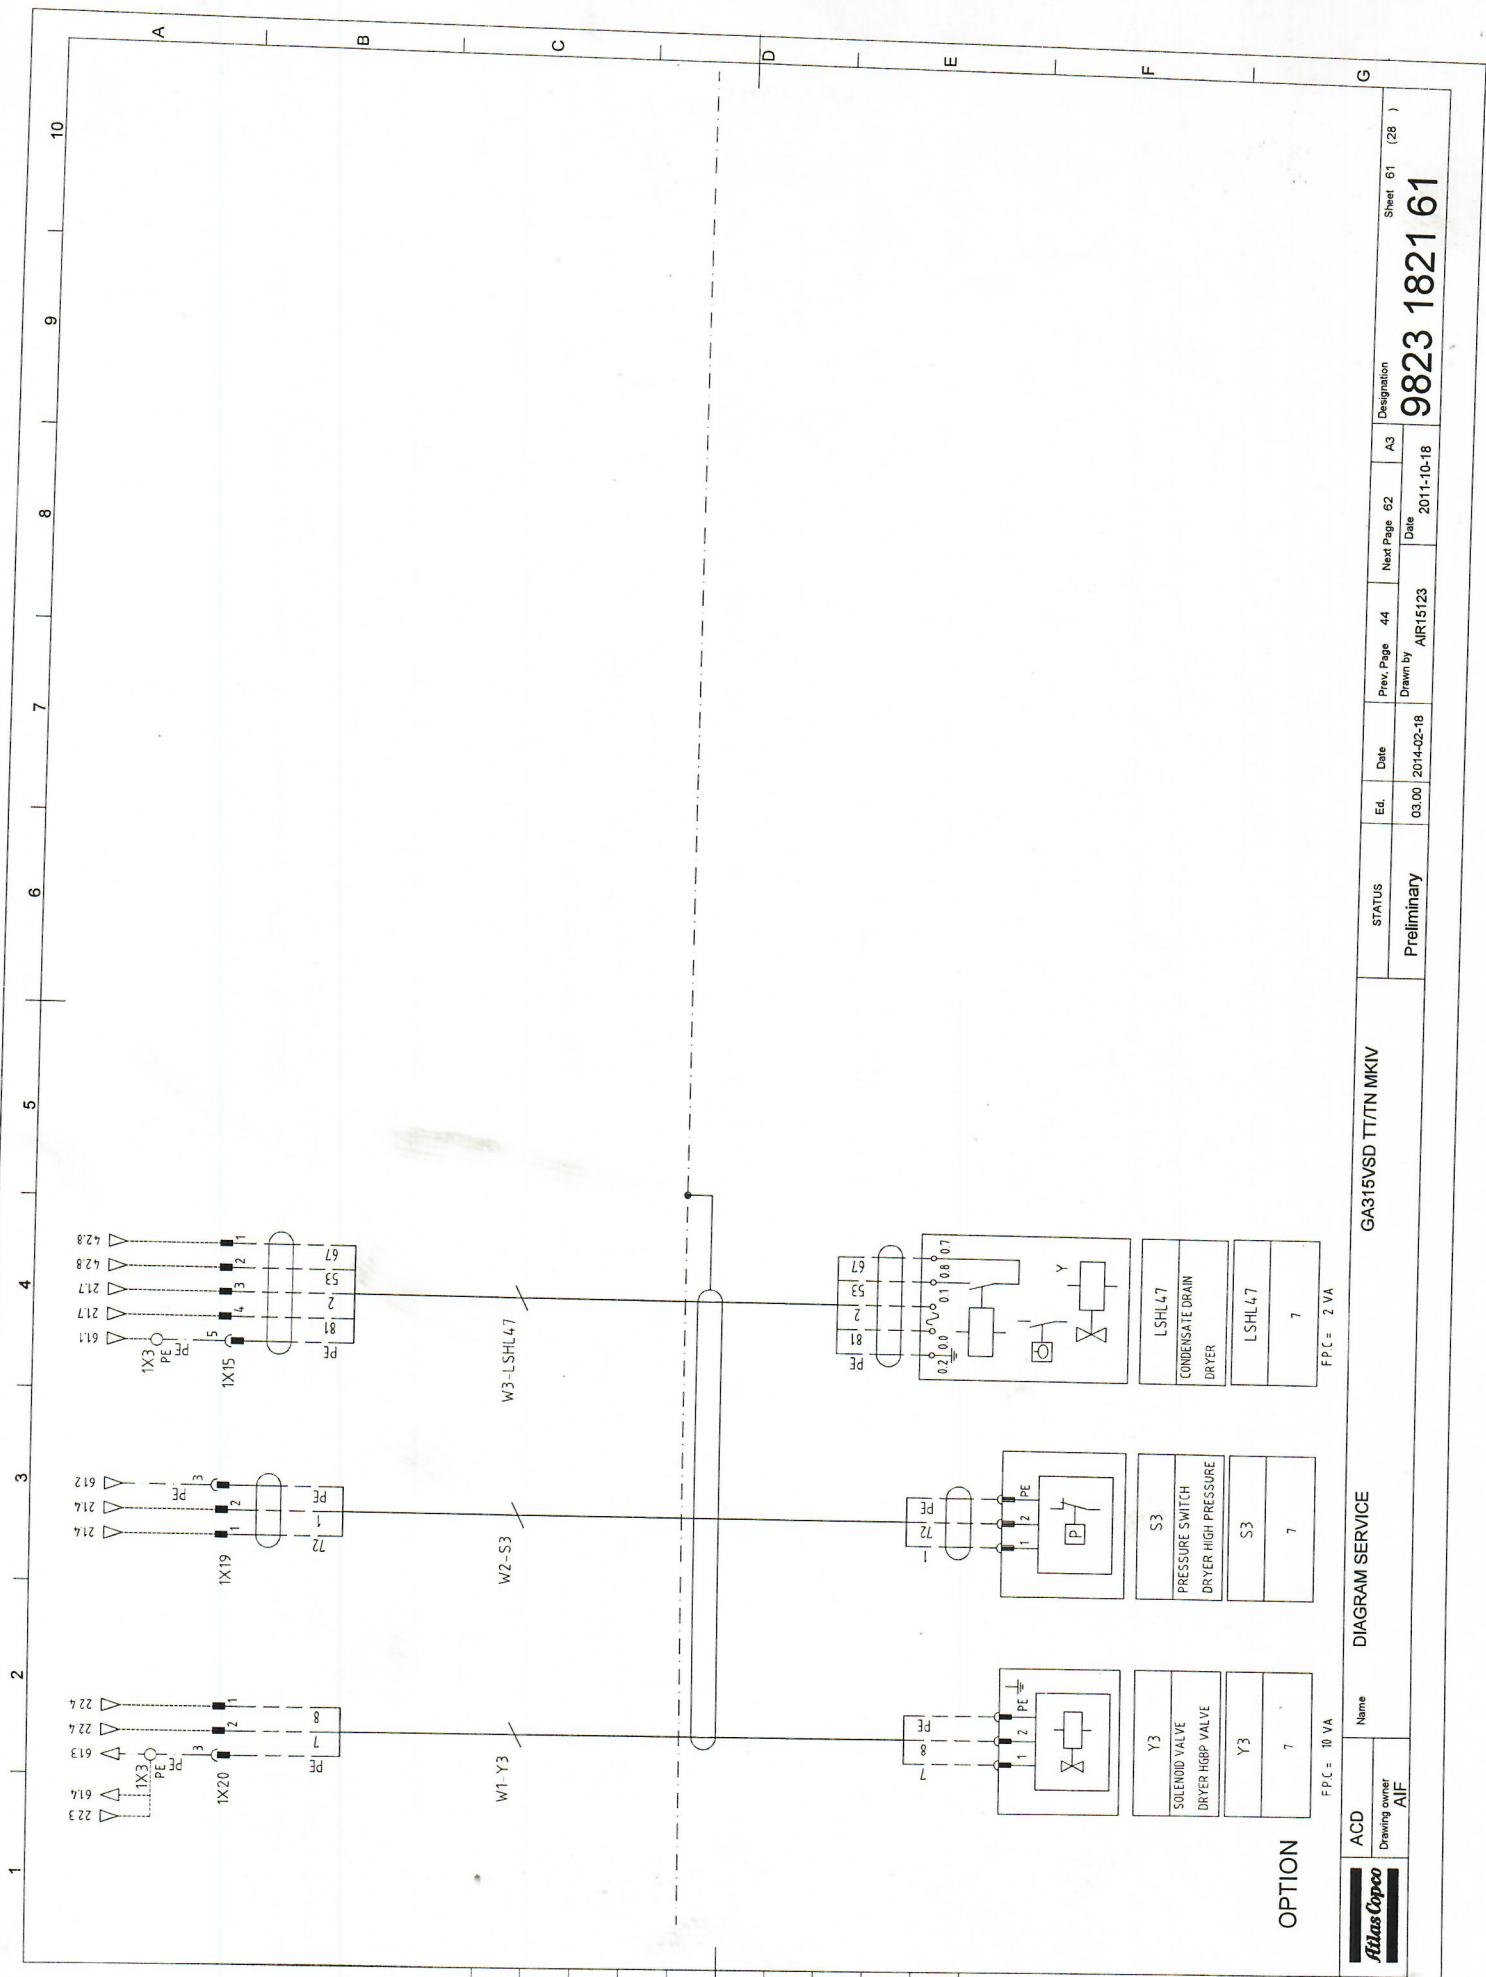 1 2 3 4 5 6 7 8 9 10
A
B
C
D
E
F
G
22.3 61.4 61.3 22.4 22.4
1X3
PE
PE
3 2 1
1X20
PE 7 8
W1-Y3
7 8 PE
1 2 PE
Y3
SOLENOID VALVE
DRYER HGBP VALVE
Y3
7
F.P.C = 10 VA
21.4 21.4 61.2
PE
1 2 3
1X19
72 1 PE
W2-S3
1 72 PE
1 2 PE
P
S3
PRESSURE SWITCH
DRYER HIGH PRESSURE
S3
7
61.1 21.7 21.7 42.8 42.8
1X3
PE
PE
5 4 3 2 1
1X15
PE 81 2 53 67
W3-LSHL47
PE 81 2 53 67
0.2 0.0 0.1 0.8 0.7
Y
LSHL47
CONDENSATE DRAIN
DRYER
LSHL47
7
F.P.C = 2 VA
OPTION
Atlas Copco
ACD
Drawing owner
AIF
Name
DIAGRAM SERVICE
GA315VSD TT/TN MKIV
STATUS
Preliminary
Ed.
03.00
Date
2014-02-18
Prev. Page 44
Next Page 62
A3
Drawn by
AIR15123
Date
2011-10-18
Designation
Sheet 61 (28 )
9823 1821 61